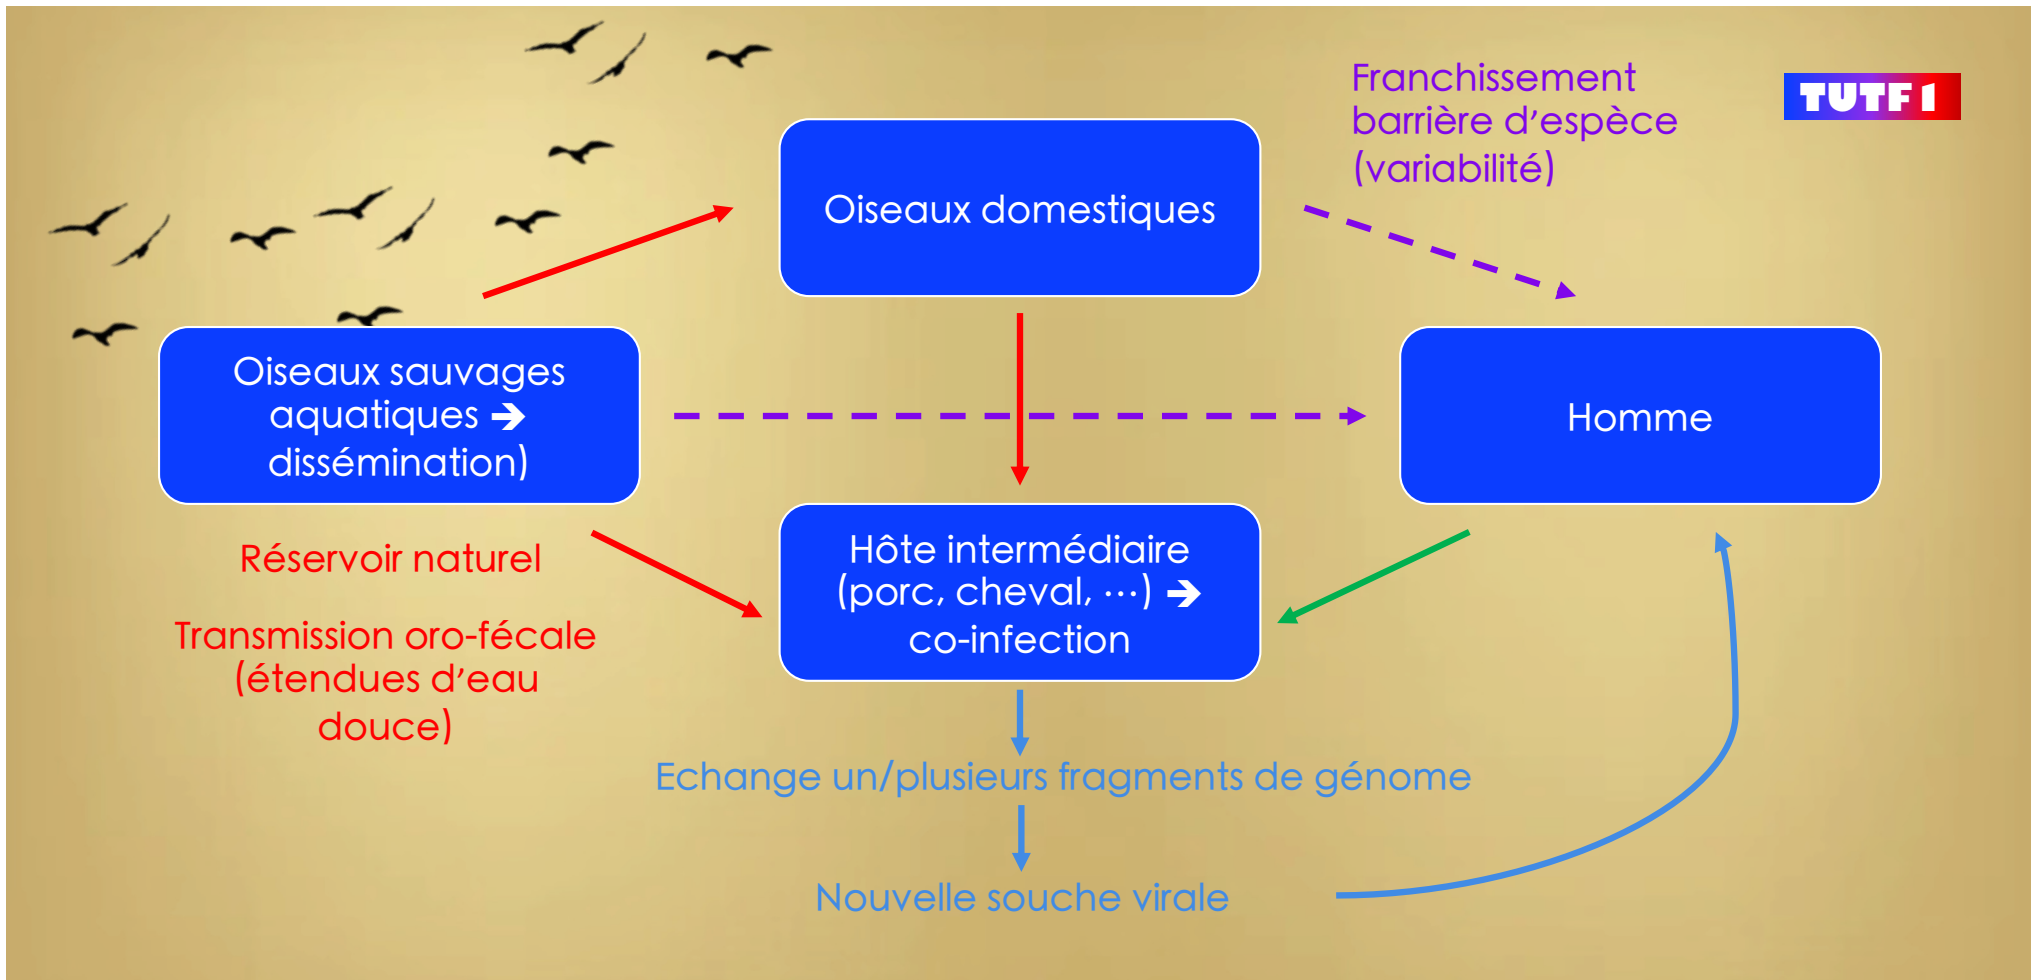 Franchissement
barrière d’espèce
(variabilité)
TUTF1
Oiseaux domestiques
Oiseaux sauvages
aquatiques ➔
dissémination)
Homme
Réservoir naturel
Transmission oro-fécale
(étendues d’eau
douce)
Hôte intermédiaire
(porc, cheval, …) ➔
co-infection
Echange un/plusieurs fragments de génome
Nouvelle souche virale